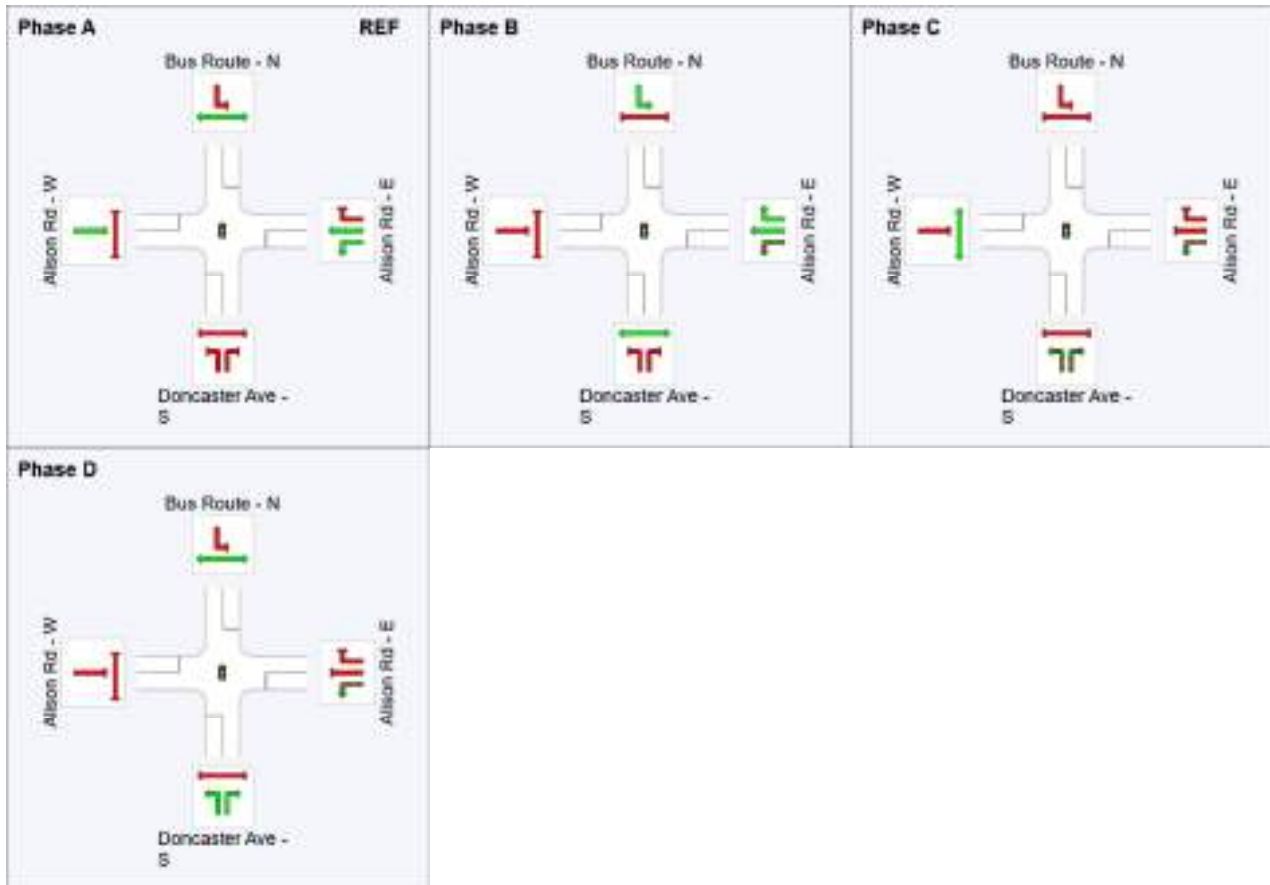 Phase A
REF
Bus Route - N
Alison Rd - W
Alison Rd - E
Doncaster Ave -
S
Phase B
Bus Route - N
Alison Rd - W
Alison Rd - E
Doncaster Ave -
S
Phase C
Bus Route - N
Alison Rd - W
Alison Rd - E
Doncaster Ave -
S
Phase D
Bus Route - N
Alison Rd - W
Alison Rd - E
Doncaster Ave -
S